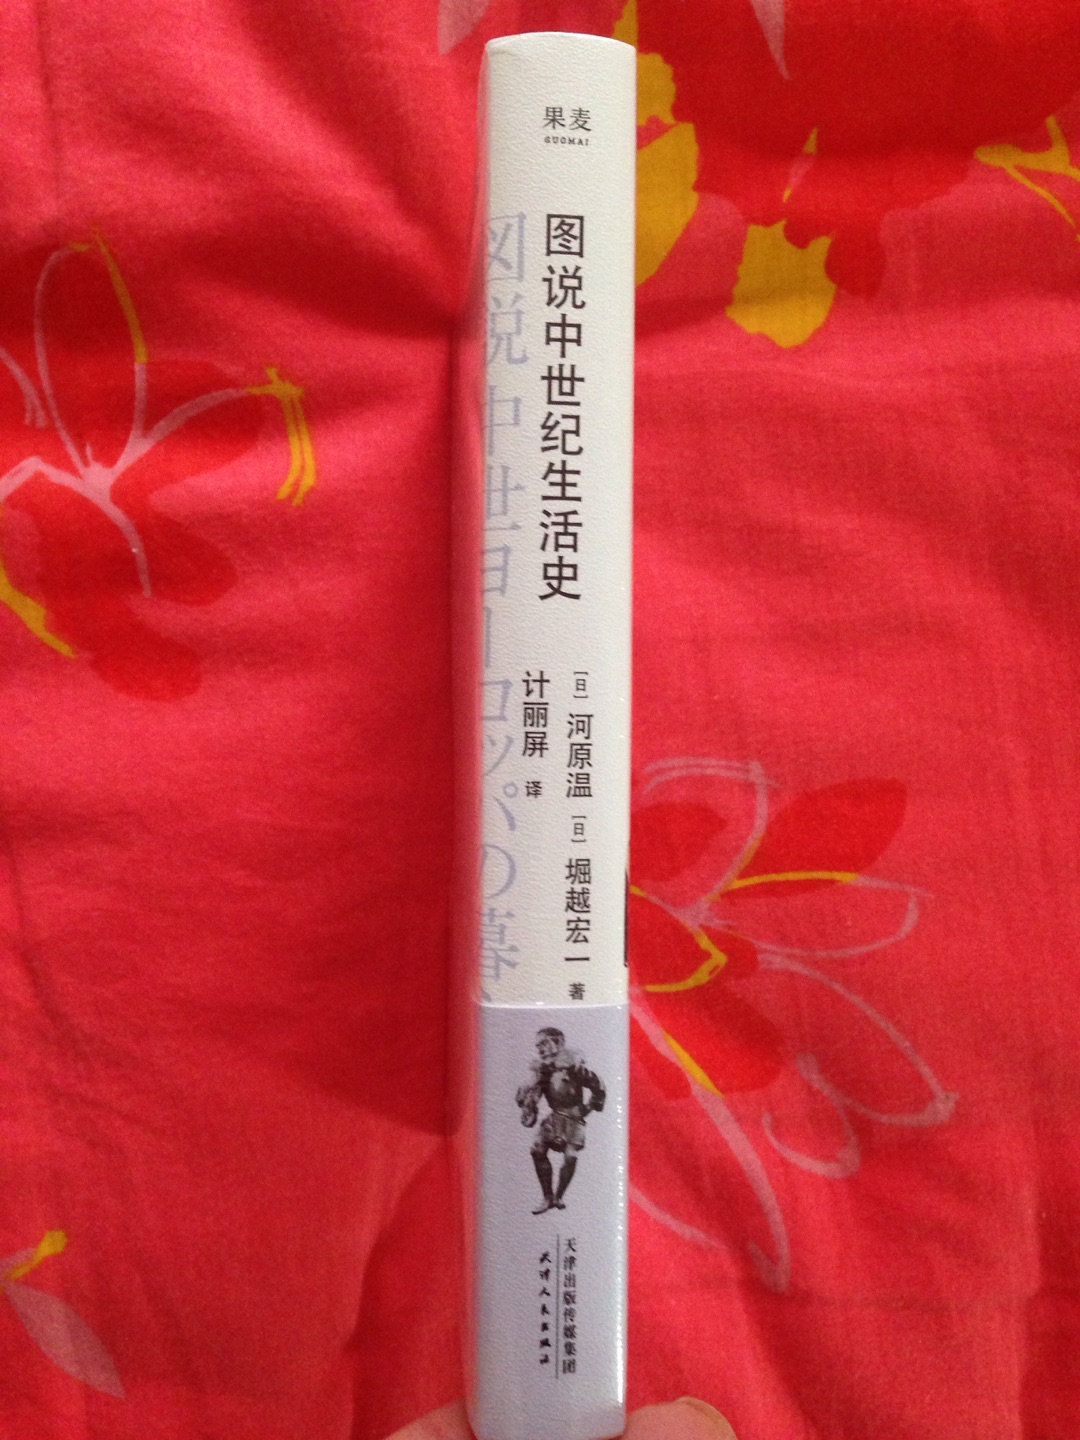 果麦
GUOMAI
图说中世纪生活史
図説 中世ヨーロッパの暮
[日] 河原温 [日] 堀越宏一 著
计丽屏 译
天津出版传媒集团
天津人民出版社